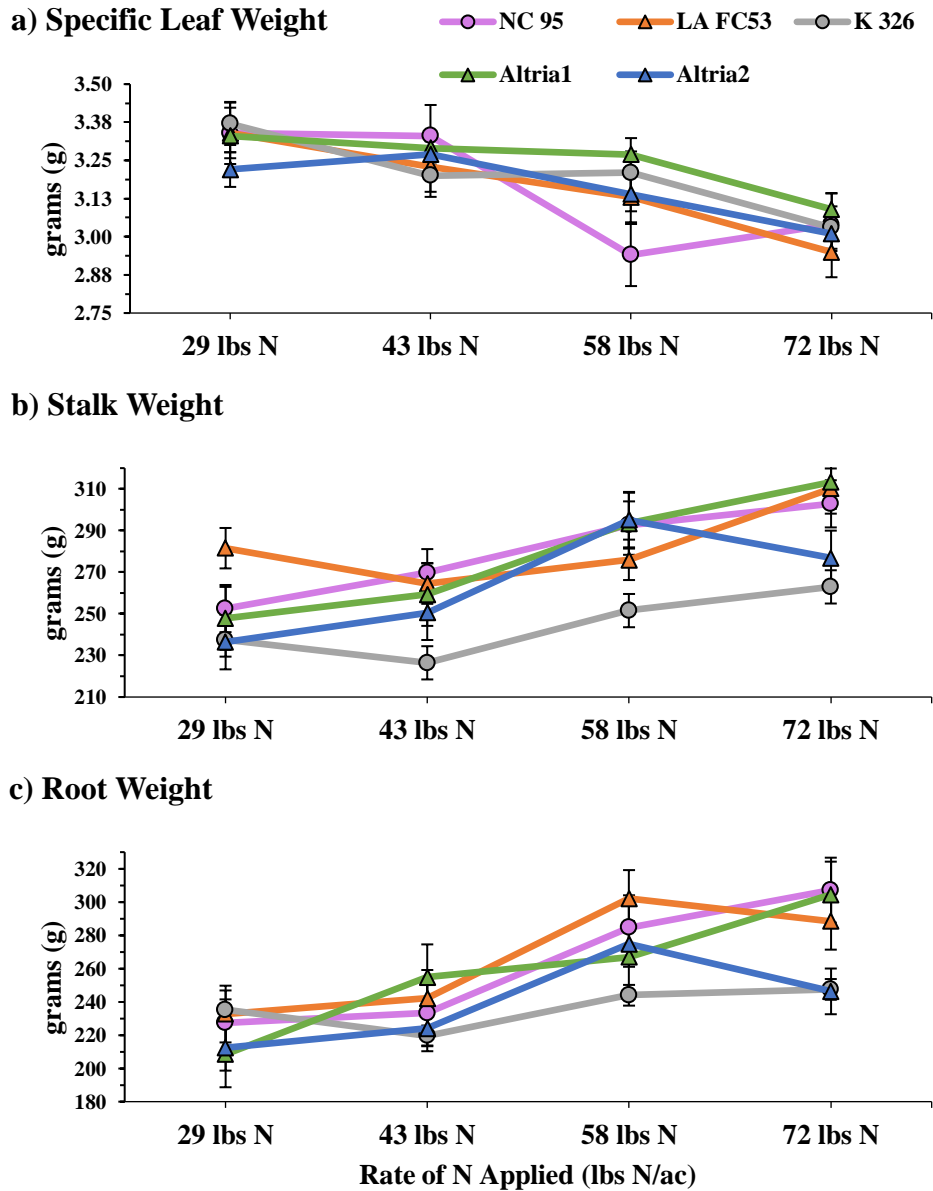 a) Specific Leaf Weight
NC 95 LA FC53 K 326
Altria1 Altria2
3.50
3.38
3.25
3.13
3.00
2.88
2.75
grams (g)
29 lbs N 43 lbs N 58 lbs N 72 lbs N
b) Stalk Weight
310
290
270
250
230
210
grams (g)
29 lbs N 43 lbs N 58 lbs N 72 lbs N
c) Root Weight
320
300
280
260
240
220
200
180
grams (g)
29 lbs N 43 lbs N 58 lbs N 72 lbs N
Rate of N Applied (lbs N/ac)